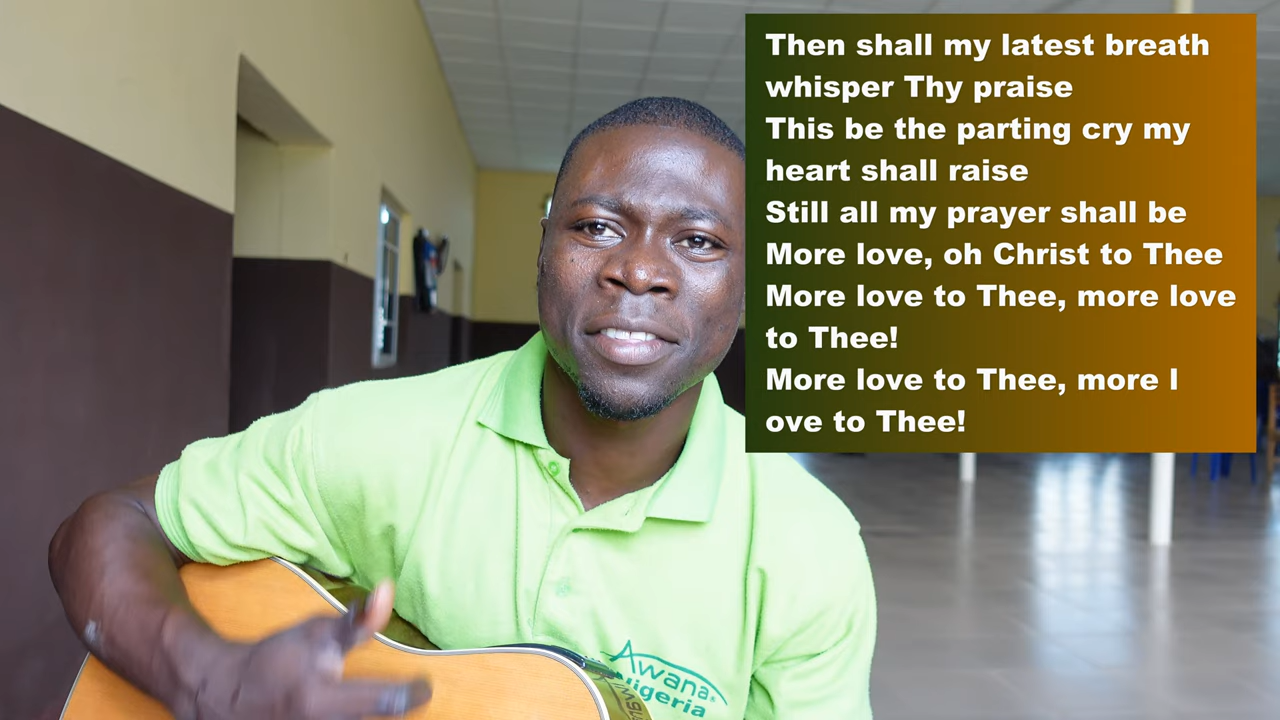 Then shall my latest breath
whisper Thy praise
This be the parting cry my
heart shall raise
Still all my prayer shall be
More love, oh Christ to Thee
More love to Thee, more love
to Thee!
More love to Thee, more l
ove to Thee!
Awana
Nigeria